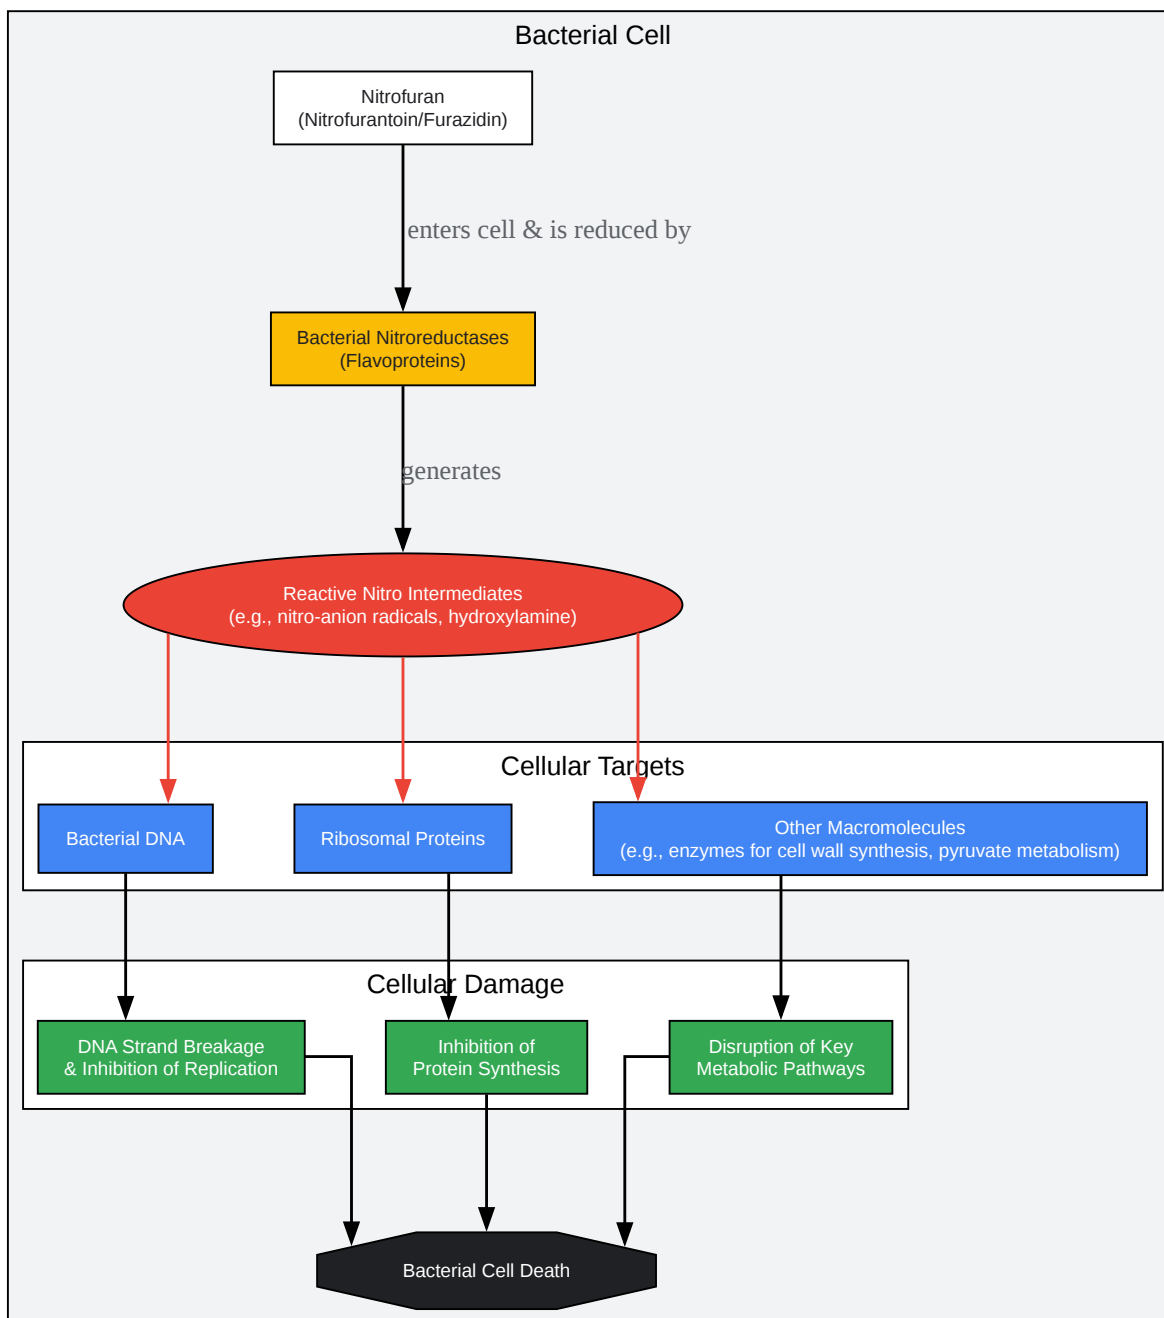 Bacterial Cell
Nitrofuran
(Nitrofurantoin/Furazidin)
enters cell & is reduced by
Bacterial Nitroreductases
(Flavoproteins)
generates
Reactive Nitro Intermediates
(e.g., nitro-anion radicals, hydroxylamine)
Cellular Targets
Bacterial DNA
Ribosomal Proteins
Other Macromolecules
(e.g., enzymes for cell wall synthesis, pyruvate metabolism)
Cellular Damage
DNA Strand Breakage
& Inhibition of Replication
Inhibition of
Protein Synthesis
Disruption of Key
Metabolic Pathways
Bacterial Cell Death